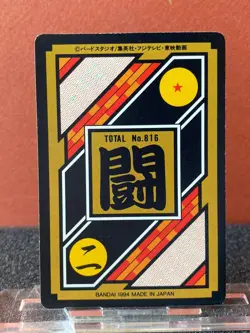 ©バードスタジオ/集英社・フジテレビ・東映動画
TOTAL No.816
闘
二
BANDAI 1994 MADE IN JAPAN